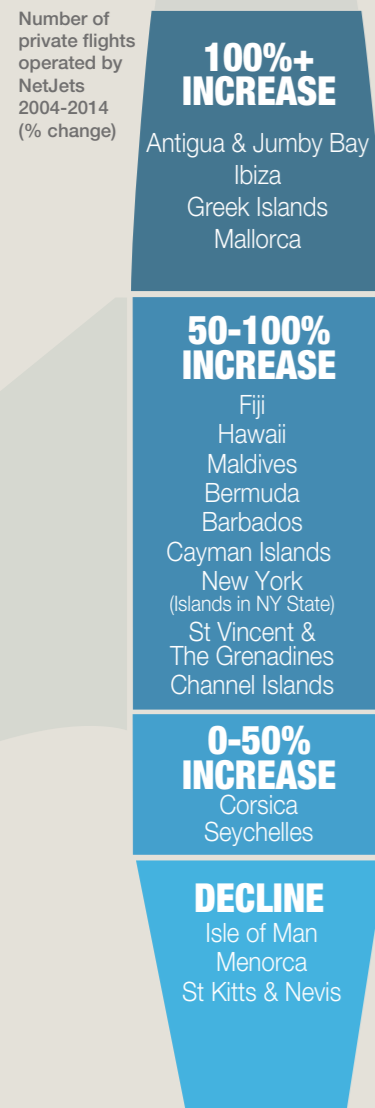 Number of
private flights
operated by
NetJets
2004-2014
(% change)
100%+
INCREASE
Antigua & Jumby Bay
Ibiza
Greek Islands
Mallorca
50-100%
INCREASE
Fiji
Hawaii
Maldives
Bermuda
Barbados
Cayman Islands
New York
(Islands in NY State)
St Vincent &
The Grenadines
Channel Islands
0-50%
INCREASE
Corsica
Seychelles
DECLINE
Isle of Man
Menorca
St Kitts & Nevis